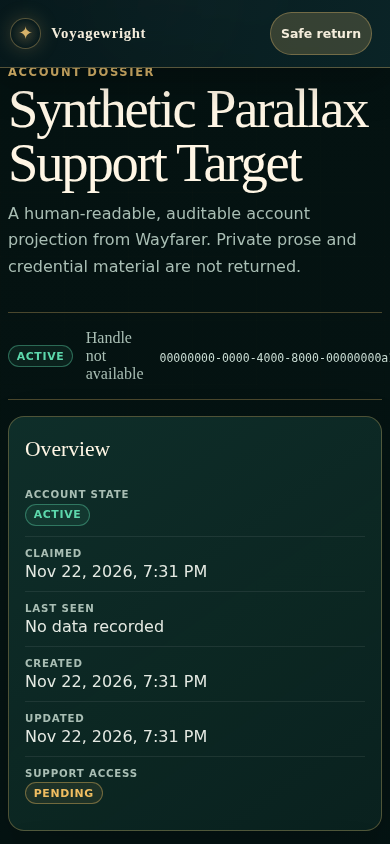 Voyagewright
Safe return
ACCOUNT DOSSIER
Synthetic Parallax
Support Target
A human-readable, auditable account
projection from Wayfarer. Private prose and
credential material are not returned.
ACTIVE
Handle
not
available
00000000-0000-4000-8000-00000000a
Overview
ACCOUNT STATE
ACTIVE
CLAIMED
Nov 22, 2026, 7:31 PM
LAST SEEN
No data recorded
CREATED
Nov 22, 2026, 7:31 PM
UPDATED
Nov 22, 2026, 7:31 PM
SUPPORT ACCESS
PENDING